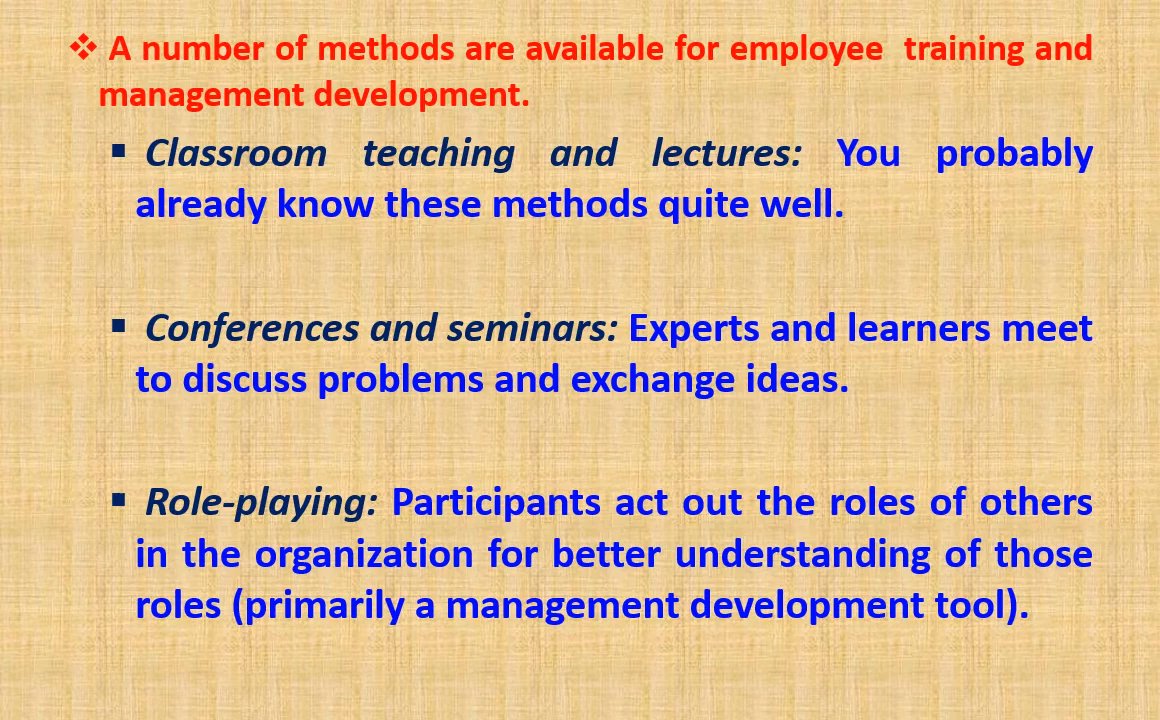 ❖ A number of methods are available for employee  training and
management development.
▪ Classroom teaching and lectures: You probably
already know these methods quite well.
▪ Conferences and seminars: Experts and learners meet
to discuss problems and exchange ideas.
▪ Role-playing: Participants act out the roles of others
in the organization for better understanding of those
roles (primarily a management development tool).